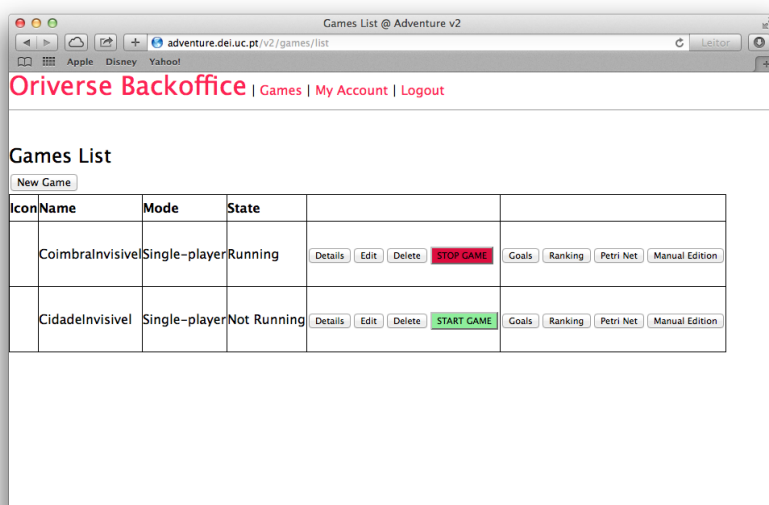 Games List @ Adventure v2
adventure.dei.uc.pt/v2/games/list Leitor
Apple Disney Yahoo!
Oriverse Backoffice | Games | My Account | Logout
Games List
New Game
Icon Name Mode State
CoimbraInvisivel Single-player Running Details Edit Delete STOP GAME Goals Ranking Petri Net Manual Edition
CidadeInvisivel Single-player Not Running Details Edit Delete START GAME Goals Ranking Petri Net Manual Edition